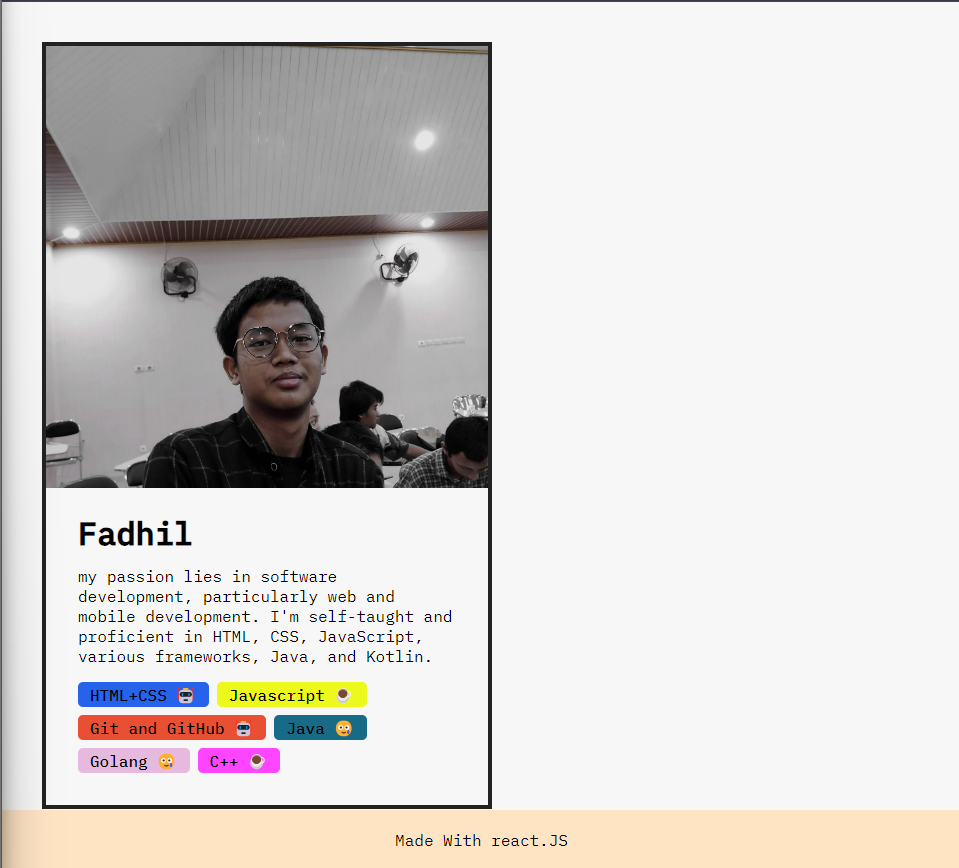 Fadhil
my passion lies in software
development, particularly web and
mobile development. I'm self-taught and
proficient in HTML, CSS, JavaScript,
various frameworks, Java, and Kotlin.
HTML+CSS 🤖 Javascript ☕
Git and GitHub 🤖 Java 🥲
Golang 🥲 C++ ☕
Made With react.JS